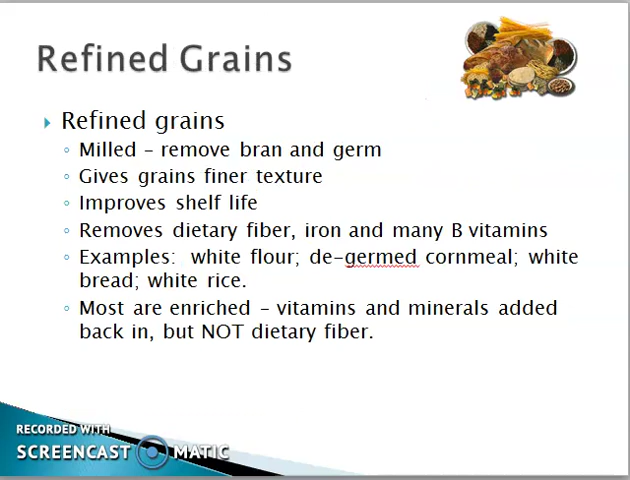 Refined Grains
Refined grains
Milled – remove bran and germ
Gives grains finer texture
Improves shelf life
Removes dietary fiber, iron and many B vitamins
Examples: white flour; de-germed cornmeal; white
bread; white rice.
Most are enriched – vitamins and minerals added
back in, but NOT dietary fiber.
RECORDED WITH
SCREENCAST MATIC